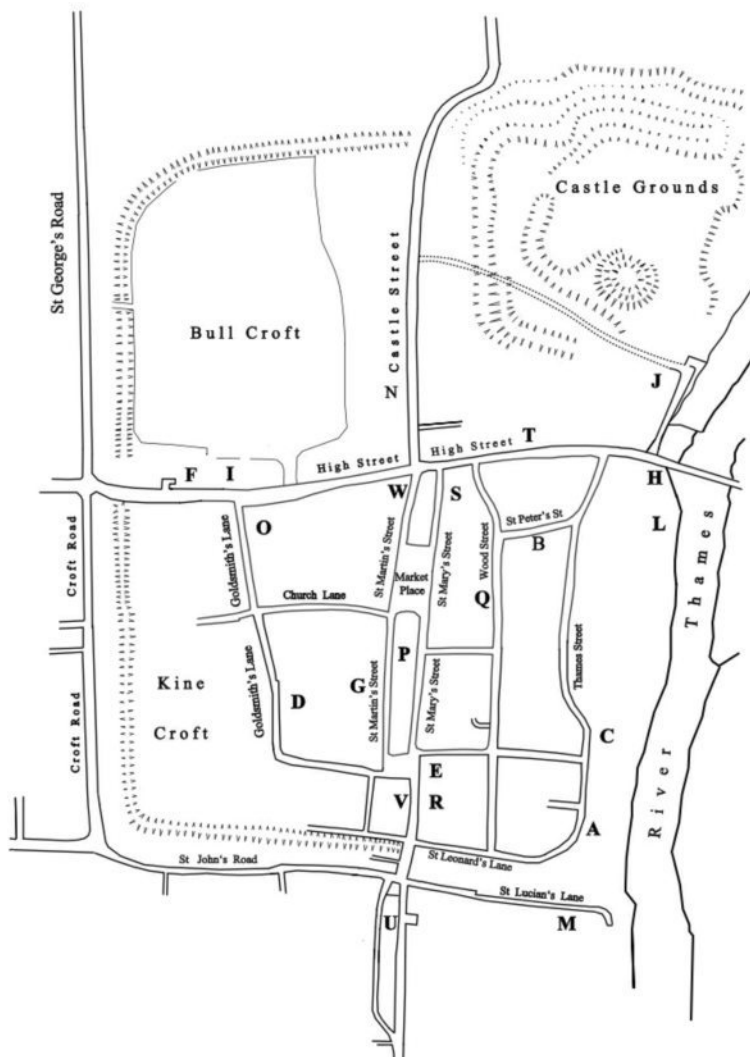 Castle Grounds
St George's Road
Castle Street
Bull Croft
N
J
T
High Street
High Street
F
I
H
W
S
L
O
St Peter's St
B
Goldsmith's Lane
St Martin's Street
St Mary's Street
Wood Street
Croft Road
Market
Place
Church Lane
Q
River Thames
P
Thames Street
Kine
Croft
D
G
Goldsmith's Lane
St Martin's Street
St Mary's Street
C
Croft Road
E
V
R
A
St John's Road
St Leonard's Lane
St Lucian's Lane
U
M